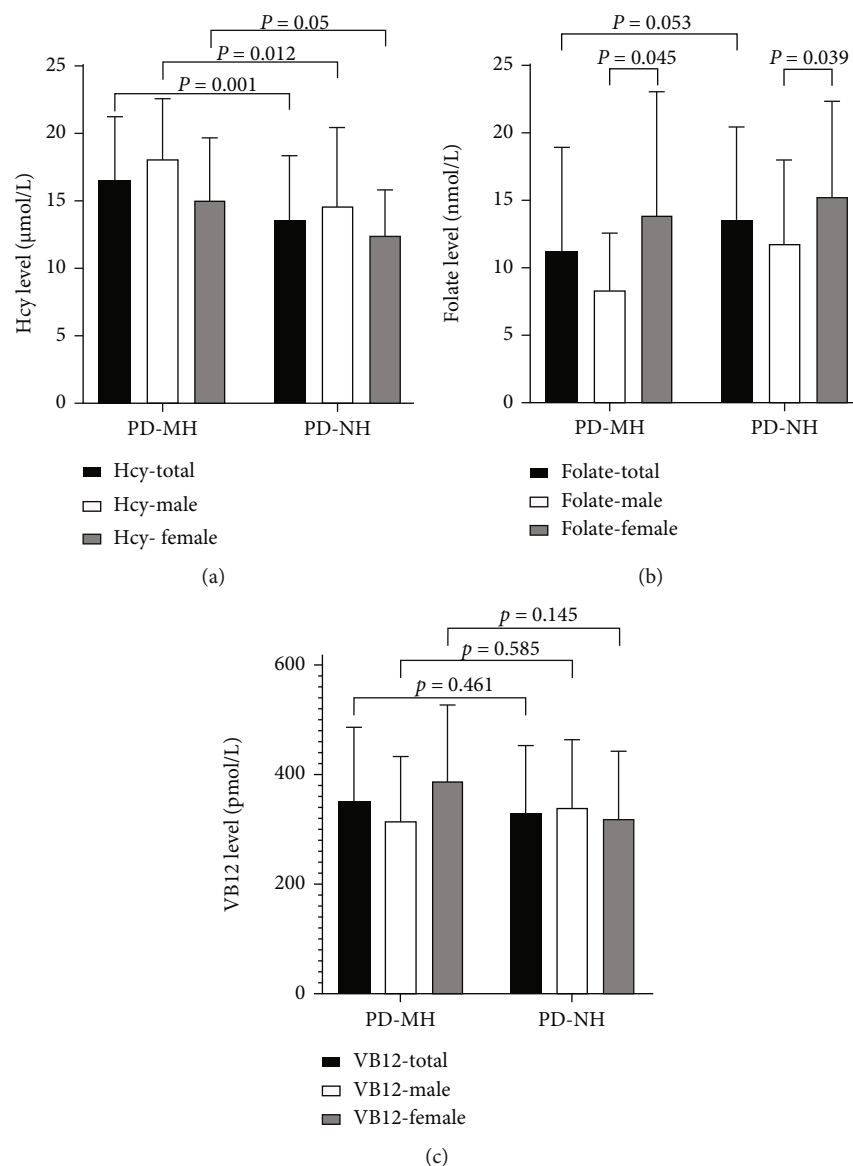 P = 0.05
P = 0.012
P = 0.001
25
20
15
10
5
0
Hcy level (μmol/L)
PD-MH
PD-NH
Hcy-total
Hcy-male
Hcy- female
(a)
P = 0.053
P = 0.045
P = 0.039
25
20
15
10
5
0
Folate level (nmol/L)
PD-MH
PD-NH
Folate-total
Folate-male
Folate-female
(b)
p = 0.145
p = 0.585
p = 0.461
600
400
200
0
VB12 level (pmol/L)
PD-MH
PD-NH
VB12-total
VB12-male
VB12-female
(c)